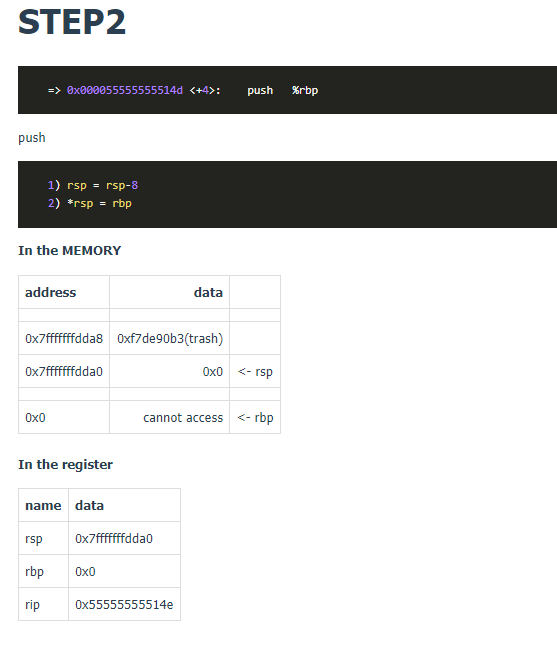 STEP2
=> 0x000055555555514d <+4>: push %rbp
push
1) rsp = rsp-8
2) *rsp = rbp
In the MEMORY
address data
0x7fffffffdda8 0xf7de90b3(trash)
0x7fffffffdda0 0x0 <- rsp
0x0 cannot access <- rbp
In the register
name data
rsp 0x7fffffffdda0
rbp 0x0
rip 0x55555555514e